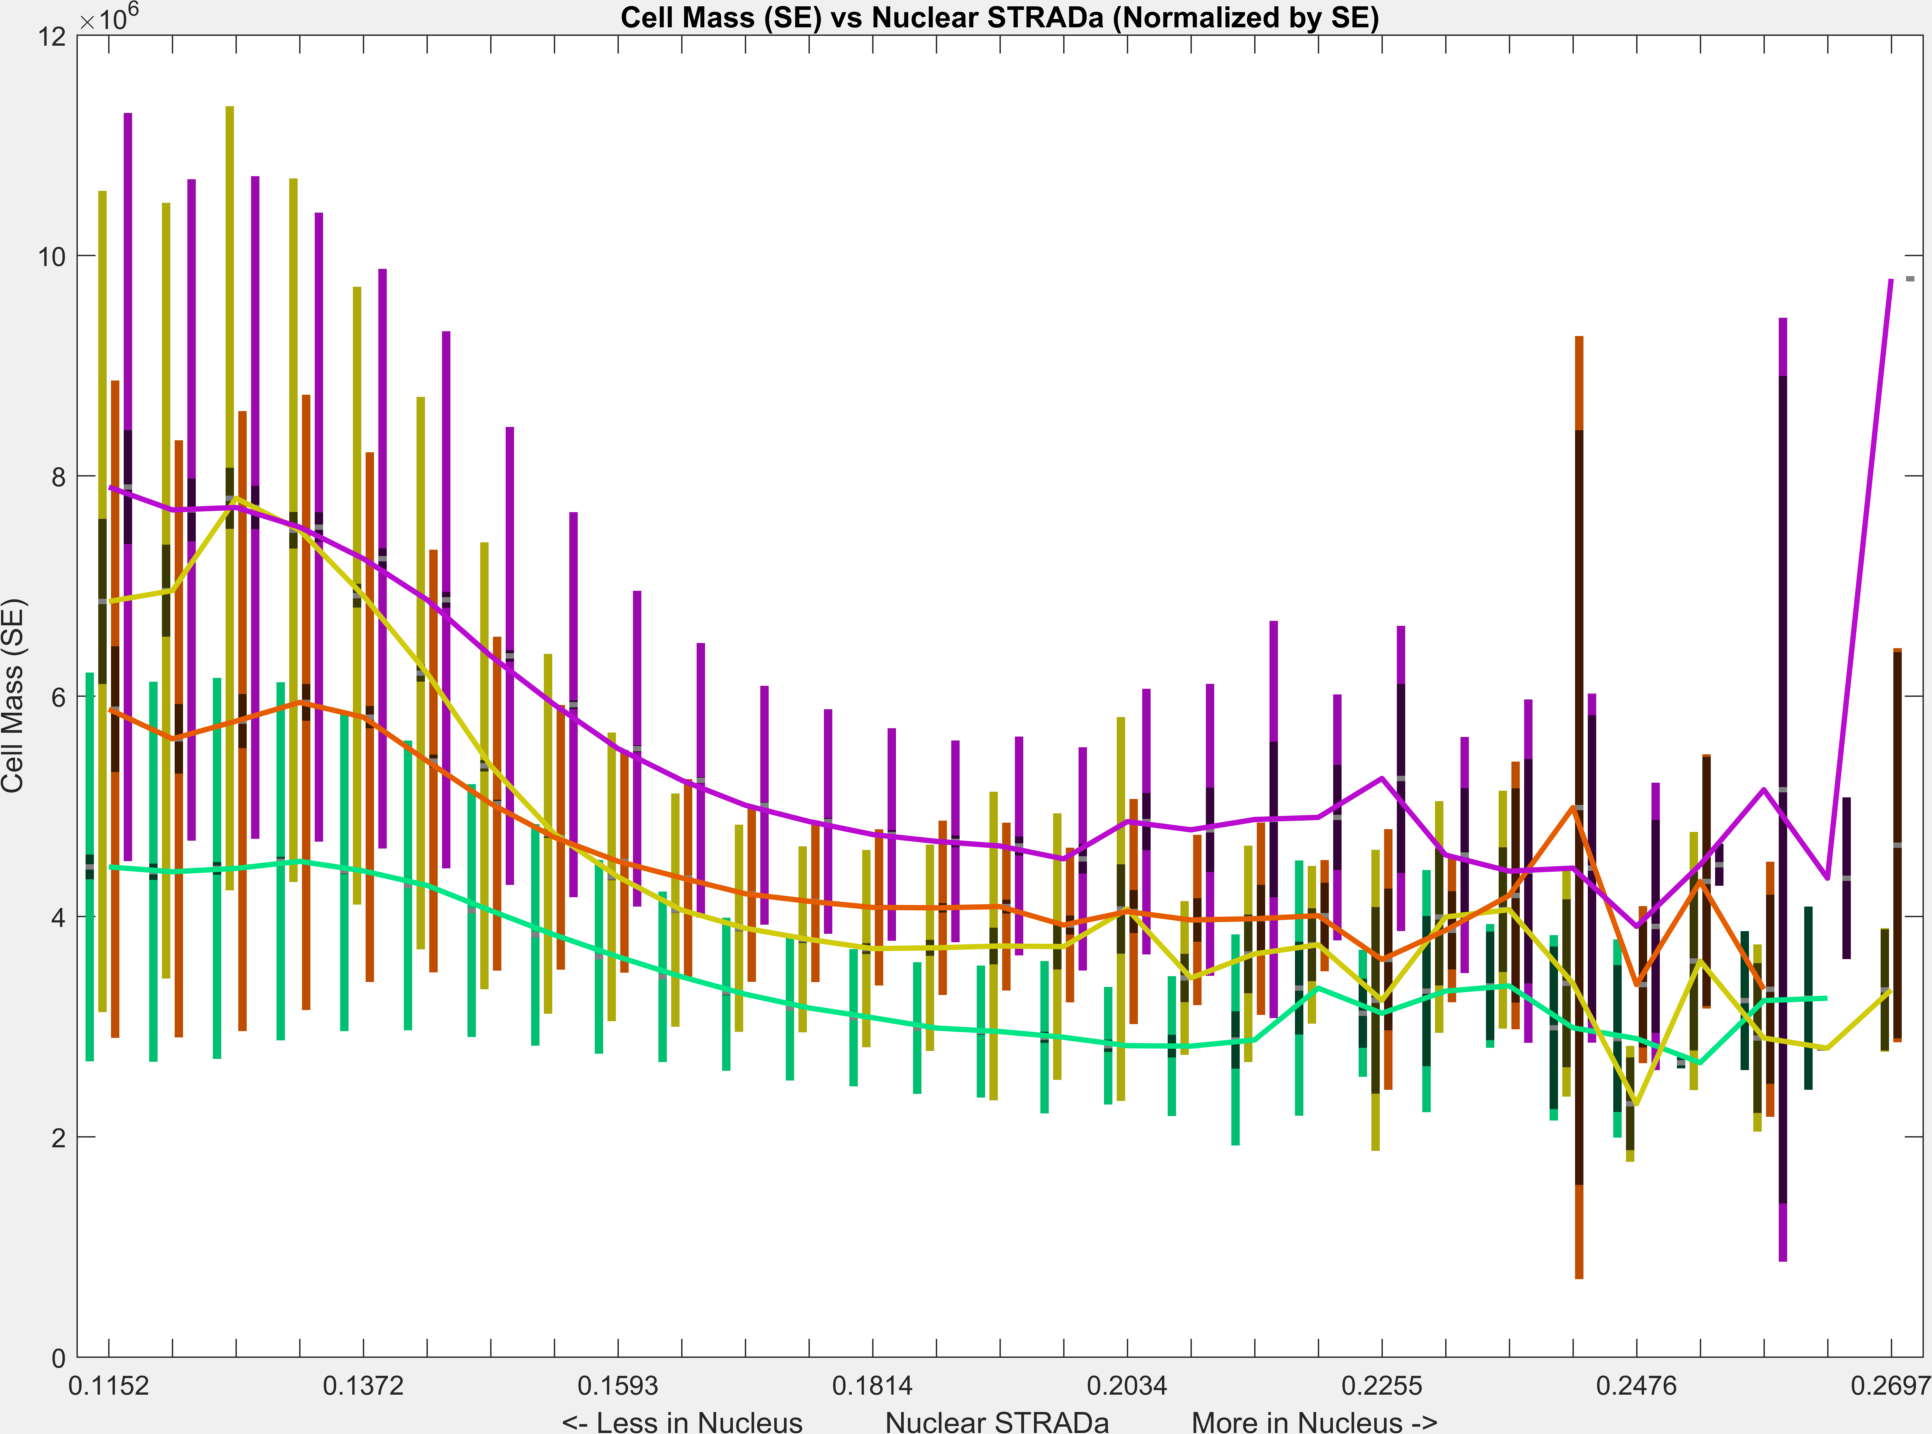 Cell Mass (SE) vs Nuclear STRADa (Normalized by SE)
×10⁶
12
10
8
6
4
2
0
Cell Mass (SE)
0.1152 0.1372 0.1593 0.1814 0.2034 0.2255 0.2476 0.2697
<- Less in Nucleus Nuclear STRADa More in Nucleus ->